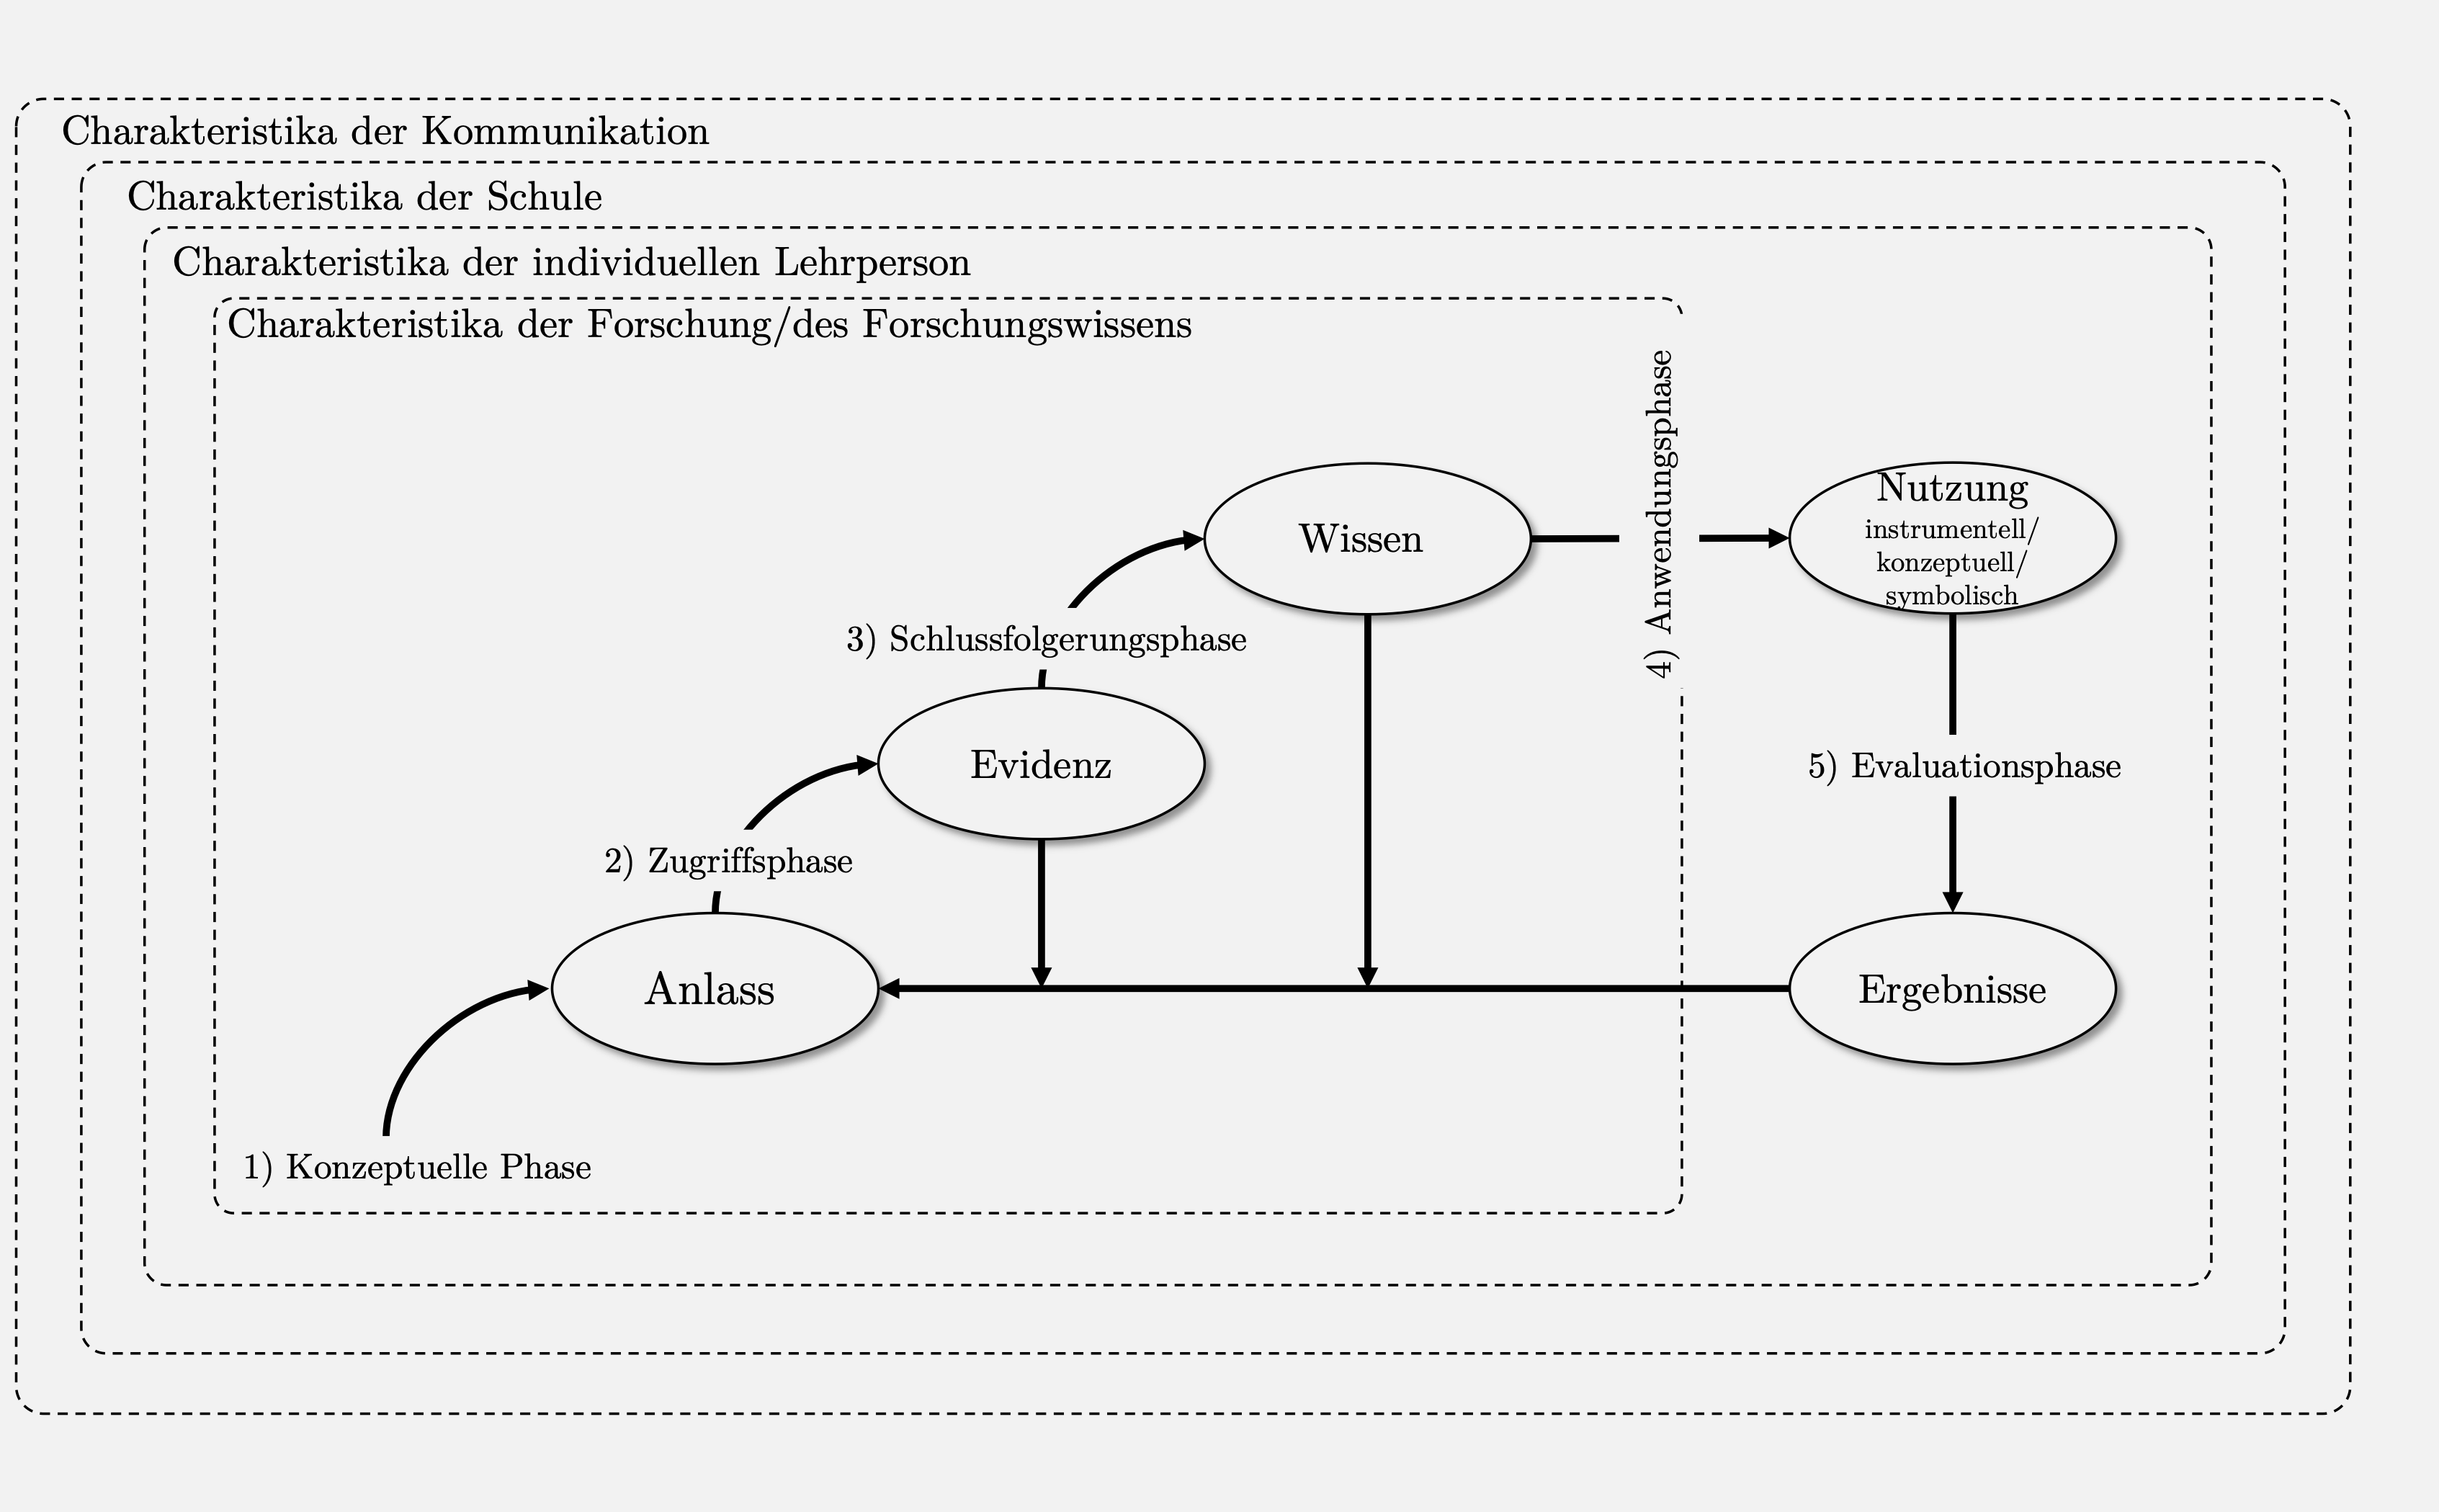 Charakteristika der Kommunikation
Charakteristika der Schule
Charakteristika der individuellen Lehrperson
Charakteristika der Forschung/des Forschungswissens
4) Anwendungsphase
Wissen
Nutzung
instrumentell/
konzeptuell/
symbolisch
3) Schlussfolgerungsphase
Evidenz
5) Evaluationsphase
2) Zugriffsphase
Anlass
Ergebnisse
1) Konzeptuelle Phase